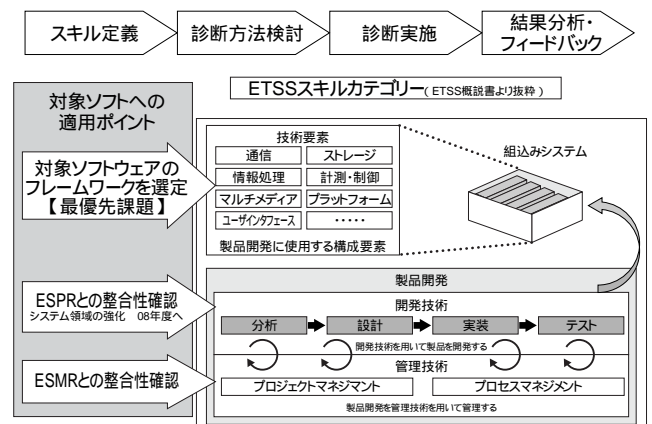 スキル定義
診断方法検討
診断実施
結果分析・
フィードバック
ETSSスキルカテゴリー(ETSS概説書より抜粋)
対象ソフトへの
適用ポイント
対象ソフトウェアの
フレームワークを選定
【最優先課題】
ESPRとの整合性確認
システム領域の強化 08年度へ
ESMRとの整合性確認
技術要素
通信
ストレージ
情報処理
計測・制御
マルチメディア
プラットフォーム
ユーザインタフェース
・・・・・
製品開発に使用する構成要素
組込みシステム
製品開発
開発技術
分析
設計
実装
テスト
開発技術を用いて製品を開発する
管理技術
プロジェクトマネジマント
プロセスマネジメント
製品開発を管理技術を用いて管理する